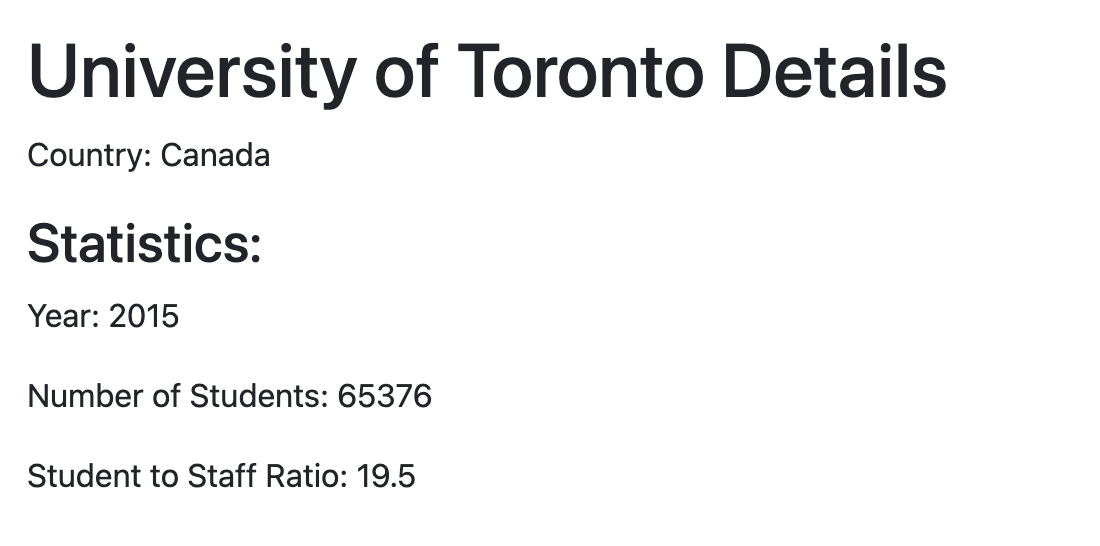 University of Toronto Details
Country: Canada
Statistics:
Year: 2015
Number of Students: 65376
Student to Staff Ratio: 19.5